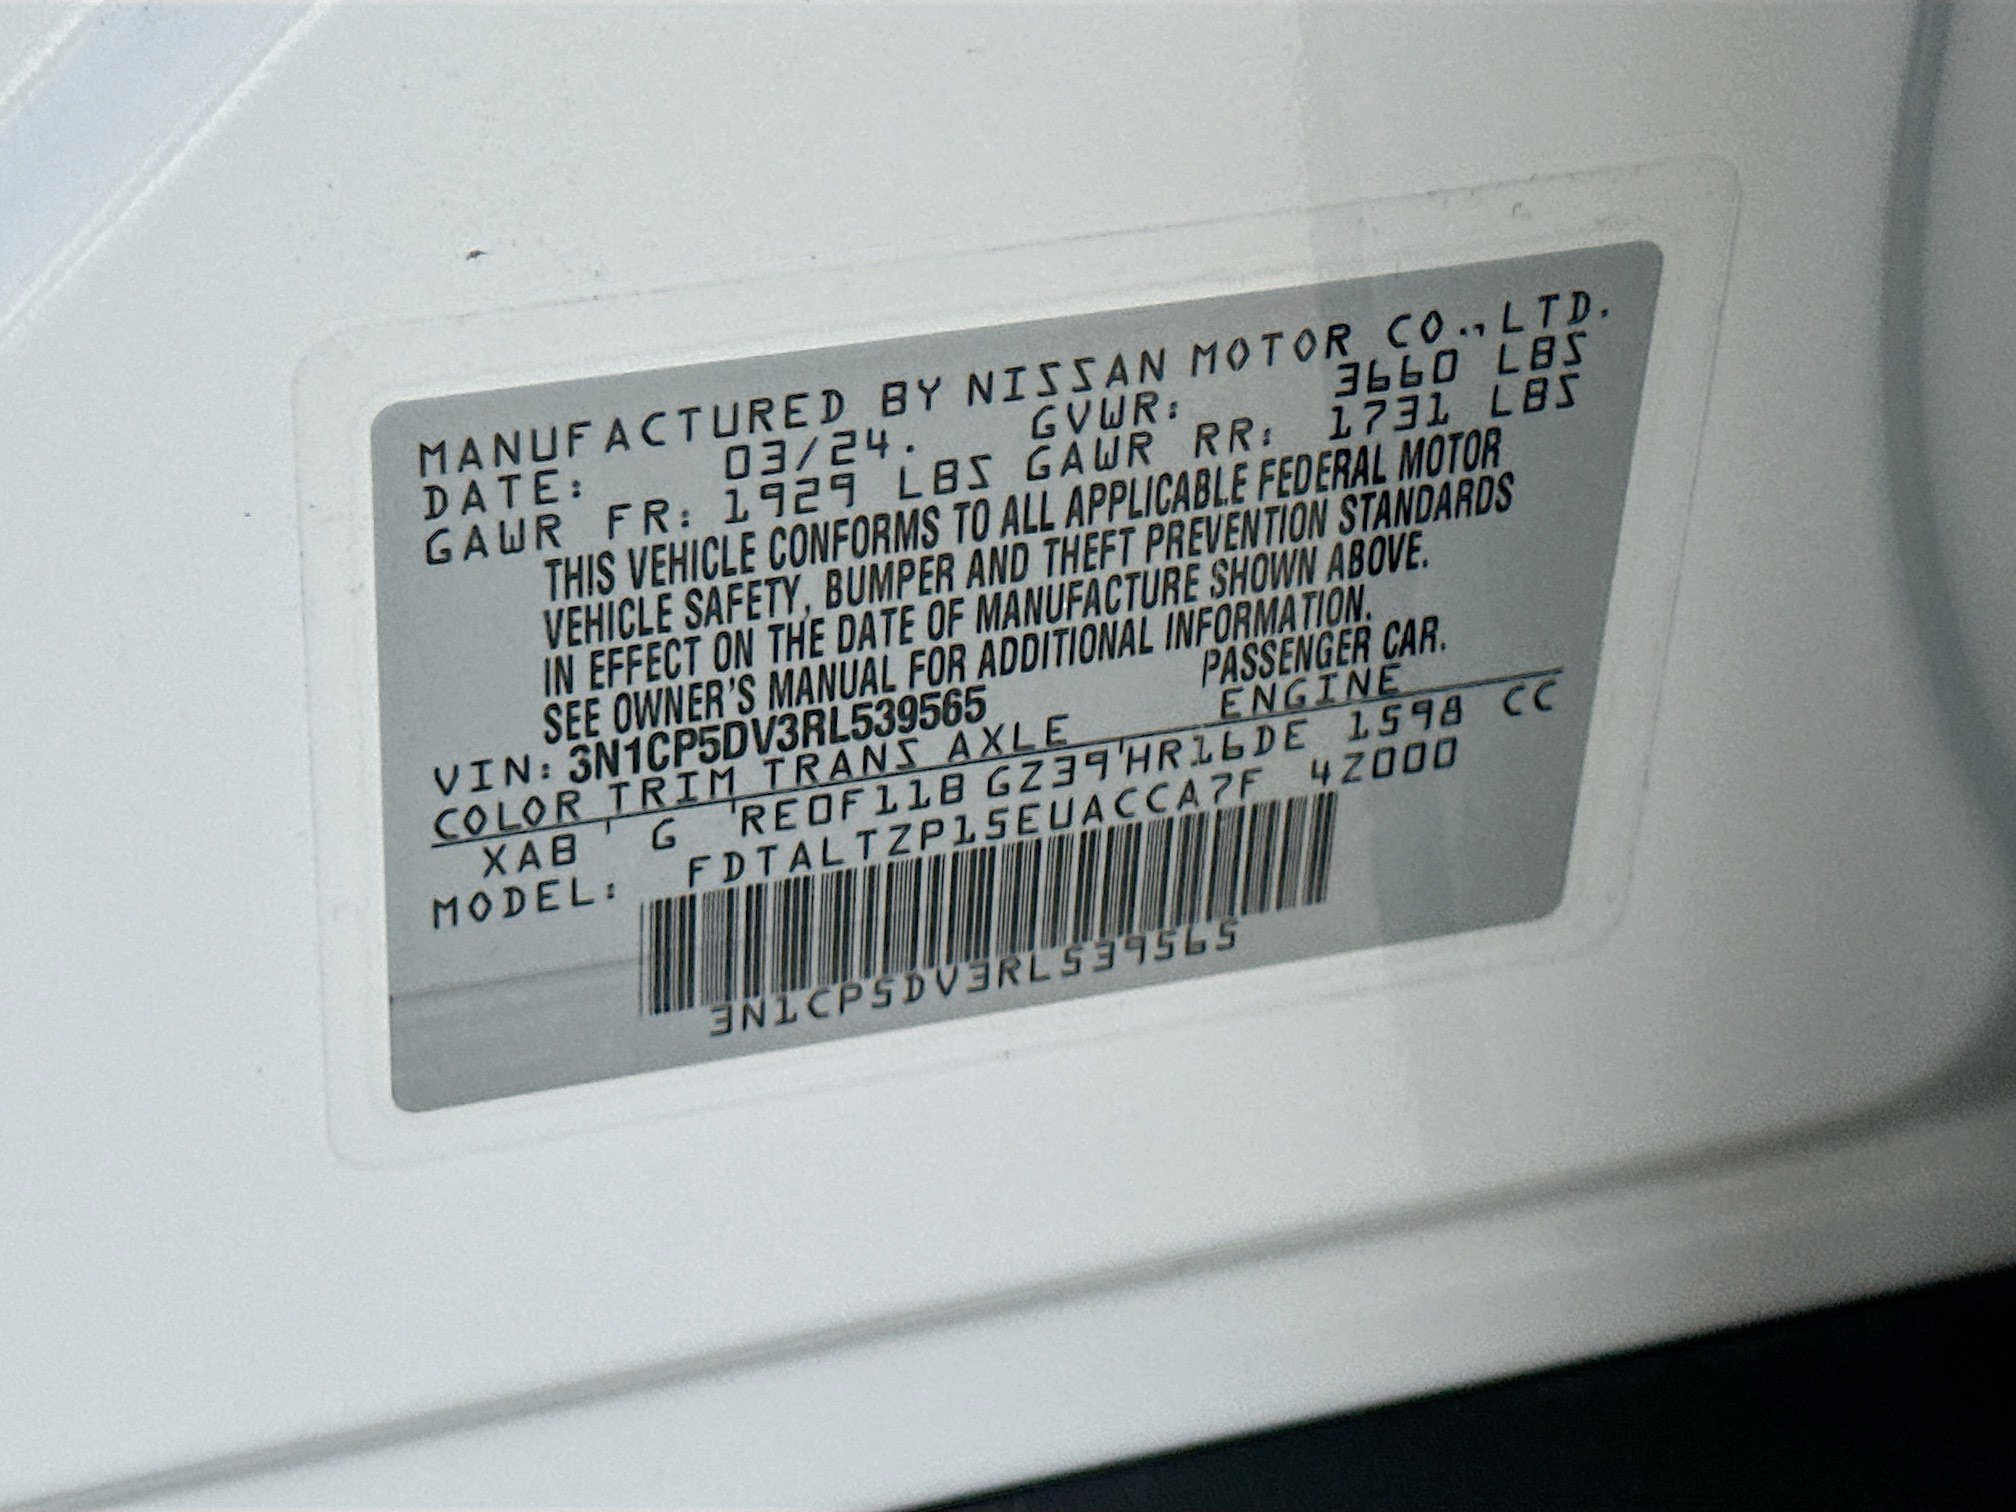 MANUFACTURED BY NISSAN MOTOR CO.,LTD.
DATE: 03/24. GVWR: 3660 LBS
GAWR FR: 1929 LBS GAWR RR: 1731 LBS
THIS VEHICLE CONFORMS TO ALL APPLICABLE FEDERAL MOTOR
VEHICLE SAFETY, BUMPER AND THEFT PREVENTION STANDARDS
IN EFFECT ON THE DATE OF MANUFACTURE SHOWN ABOVE.
SEE OWNER'S MANUAL FOR ADDITIONAL INFORMATION.
VIN: 3N1CP5DV3RL539565 PASSENGER CAR.
COLOR TRIM TRANS AXLE ENGINE
XAB G RE0F11B GZ39 HR16DE 1598 CC
MODEL: FDTALTZP15EUACCA7F 4Z000
3N1CP5DV3RL539565